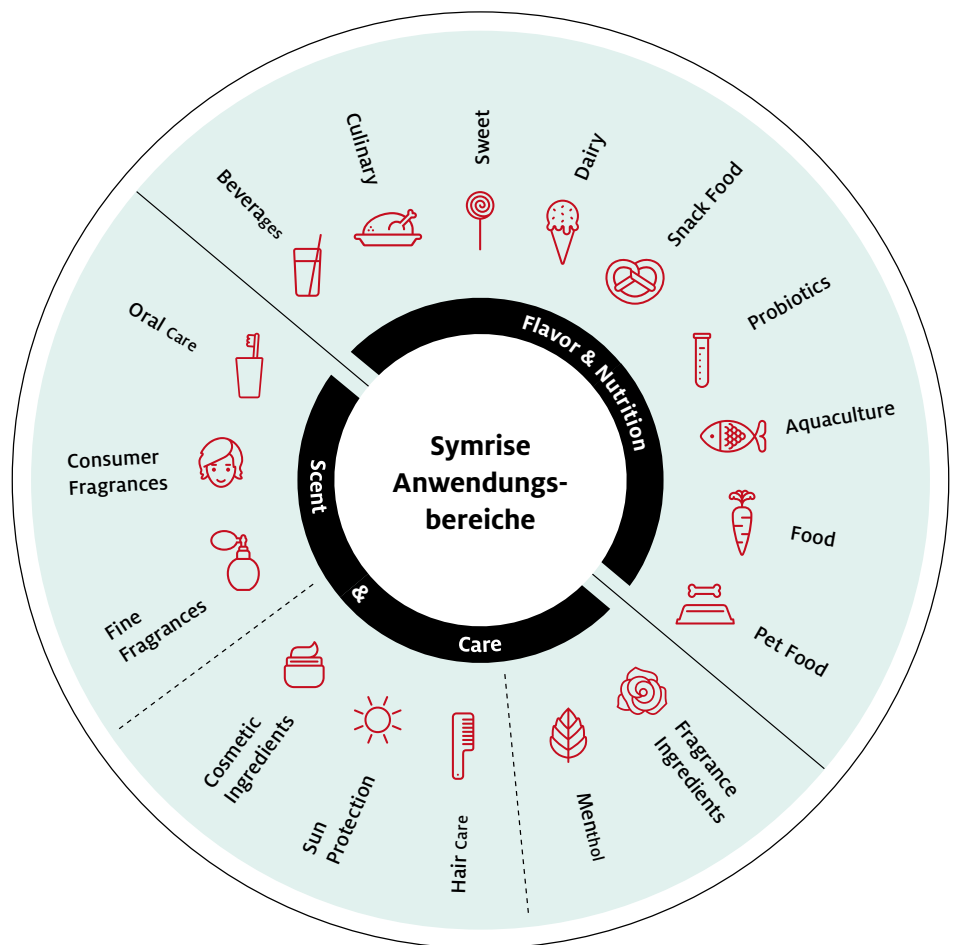 Symrise
Anwendungs-
bereiche
Flavor & Nutrition
Beverages
Culinary
Sweet
Dairy
Snack Food
Probiotics
Aquaculture
Food
Pet Food
Scent & Care
Fragrance
Ingredients
Menthol
Hair Care
Sun
Protection
Cosmetic
Ingredients
Fine
Fragrances
Consumer
Fragrances
Oral Care